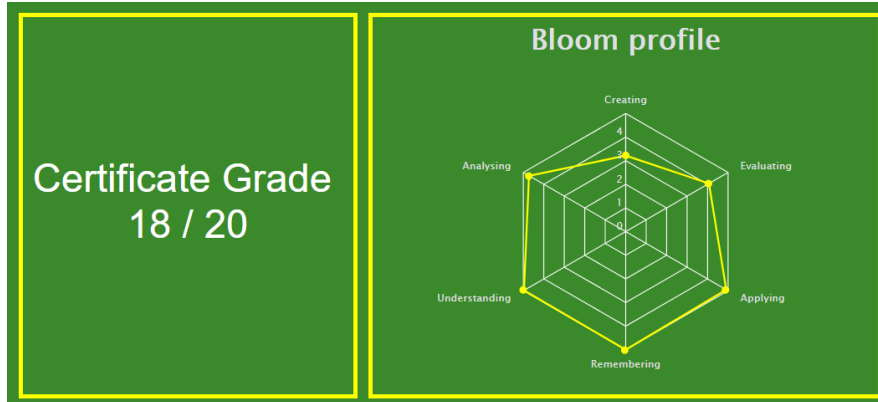 Certificate Grade
18 / 20
Bloom profile
Creating
4
Analysing
3
Evaluating
2
1
0
Understanding
Applying
Remembering